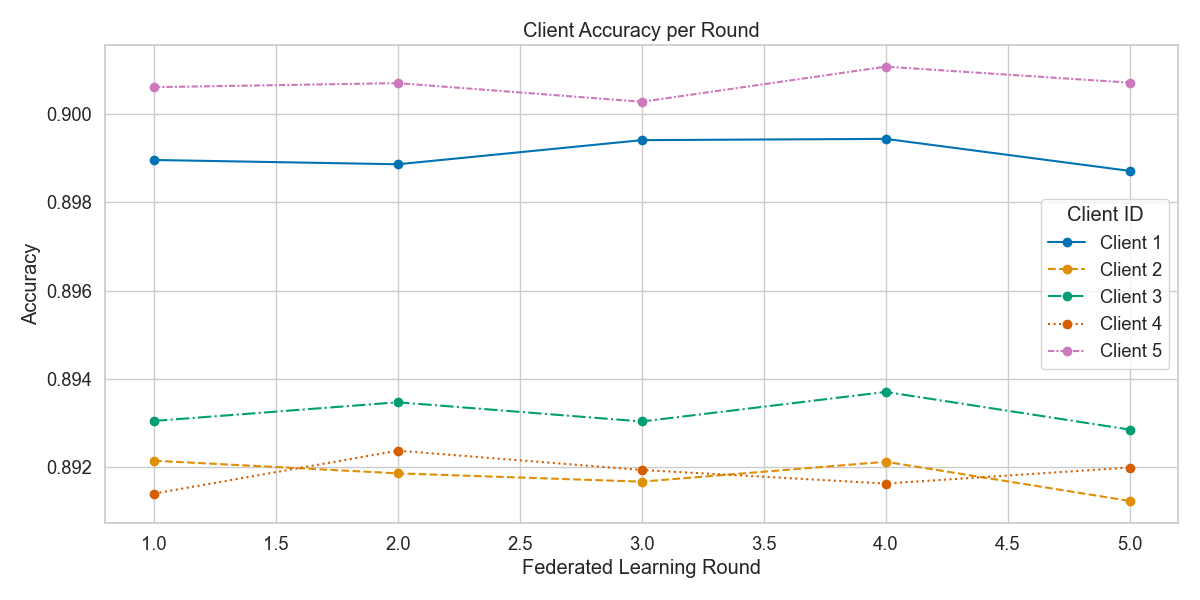 Client Accuracy per Round
Accuracy
0.900
0.898
0.896
0.894
0.892
1.0 1.5 2.0 2.5 3.0 3.5 4.0 4.5 5.0
Federated Learning Round
Client ID
Client 1
Client 2
Client 3
Client 4
Client 5